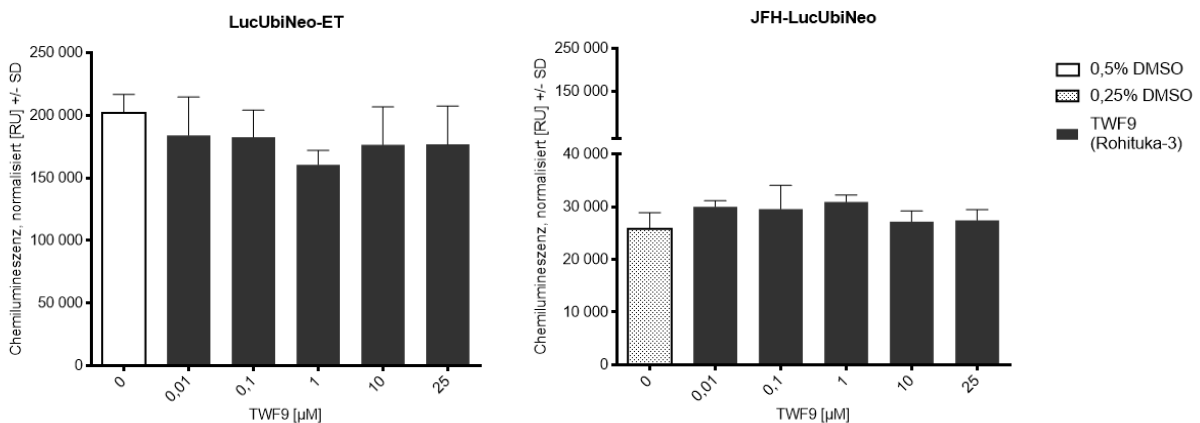 LucUbiNeo-ET
Chemilumineszenz, normalisiert [RU] +/- SD
250 000
200 000
150 000
100 000
50 000
0
0
0,01
0,1
1
10
25
TWF9 [µM]
JFH-LucUbiNeo
Chemilumineszenz, normalisiert [RU] +/- SD
250 000
150 000
40 000
30 000
20 000
10 000
0
0
0,01
0,1
1
10
25
TWF9 [µM]
0,5% DMSO
0,25% DMSO
TWF9
(Rohituka-3)